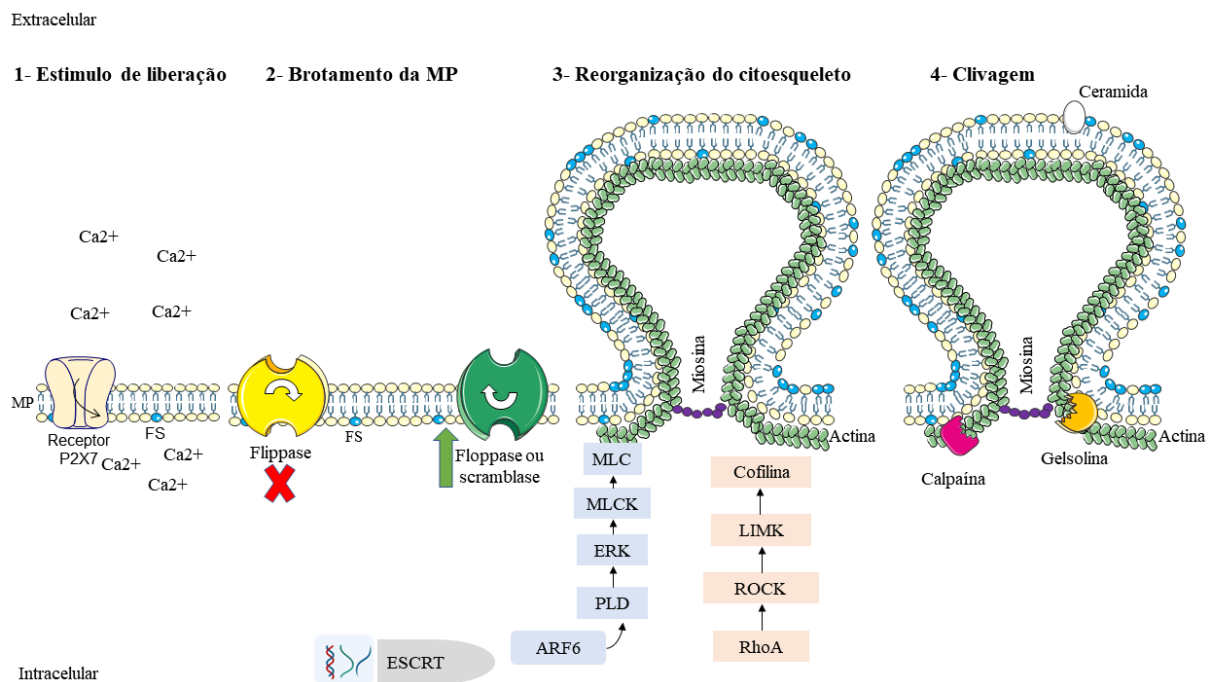 Extracelular
1- Estimulo de liberação
2- Brotamento da MP
3- Reorganização do citoesqueleto
4- Clivagem
Ceramida
Ca2+
Ca2+
Ca2+
Ca2+
MP
Receptor
P2X7
FS
Ca2+
Ca2+
Ca2+
Flippase
FS
Floppase ou
scramblase
Miosina
Actina
MLC
MLCK
ERK
PLD
ARF6
Cofilina
LIMK
ROCK
RhoA
Miosina
Actina
Calpaína
Gelsolina
ESCRT
Intracelular